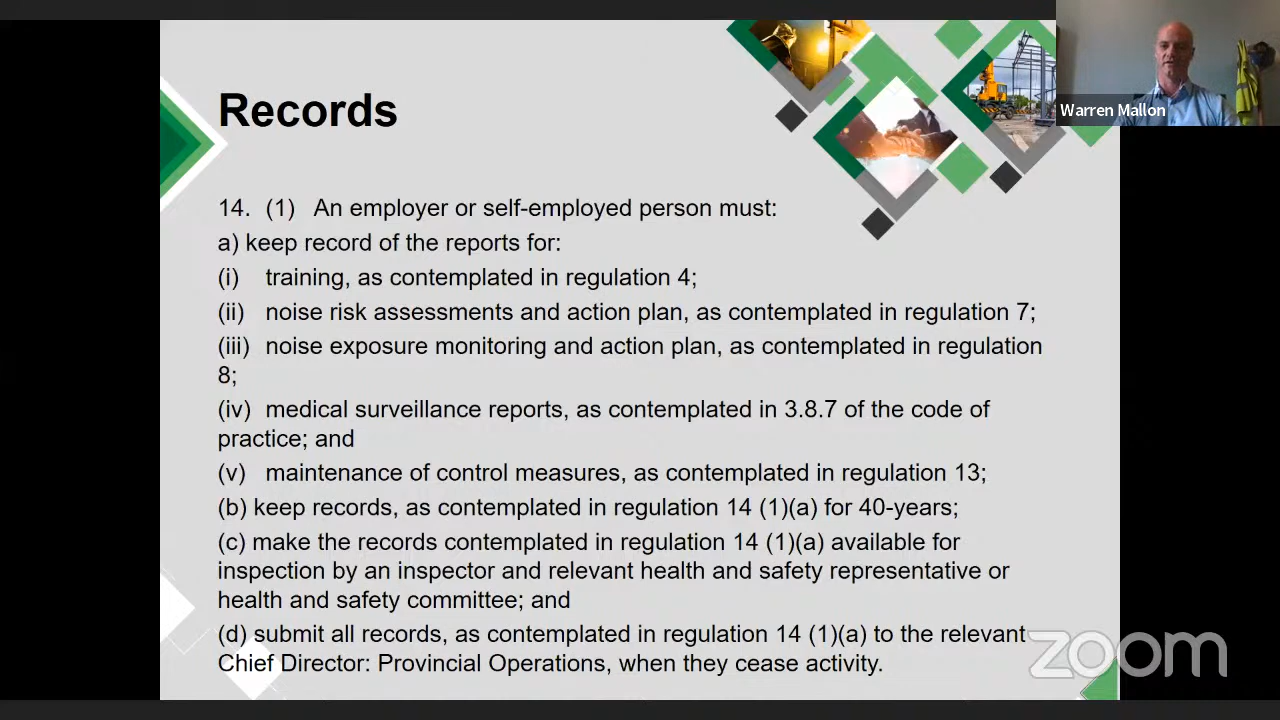 Records
Warren Mallon
14. (1) An employer or self-employed person must:
a) keep record of the reports for:
(i) training, as contemplated in regulation 4;
(ii) noise risk assessments and action plan, as contemplated in regulation 7;
(iii) noise exposure monitoring and action plan, as contemplated in regulation
8;
(iv) medical surveillance reports, as contemplated in 3.8.7 of the code of
practice; and
(v) maintenance of control measures, as contemplated in regulation 13;
(b) keep records, as contemplated in regulation 14 (1)(a) for 40-years;
(c) make the records contemplated in regulation 14 (1)(a) available for
inspection by an inspector and relevant health and safety representative or
health and safety committee; and
(d) submit all records, as contemplated in regulation 14 (1)(a) to the relevant
Chief Director: Provincial Operations, when they cease activity.
zoom